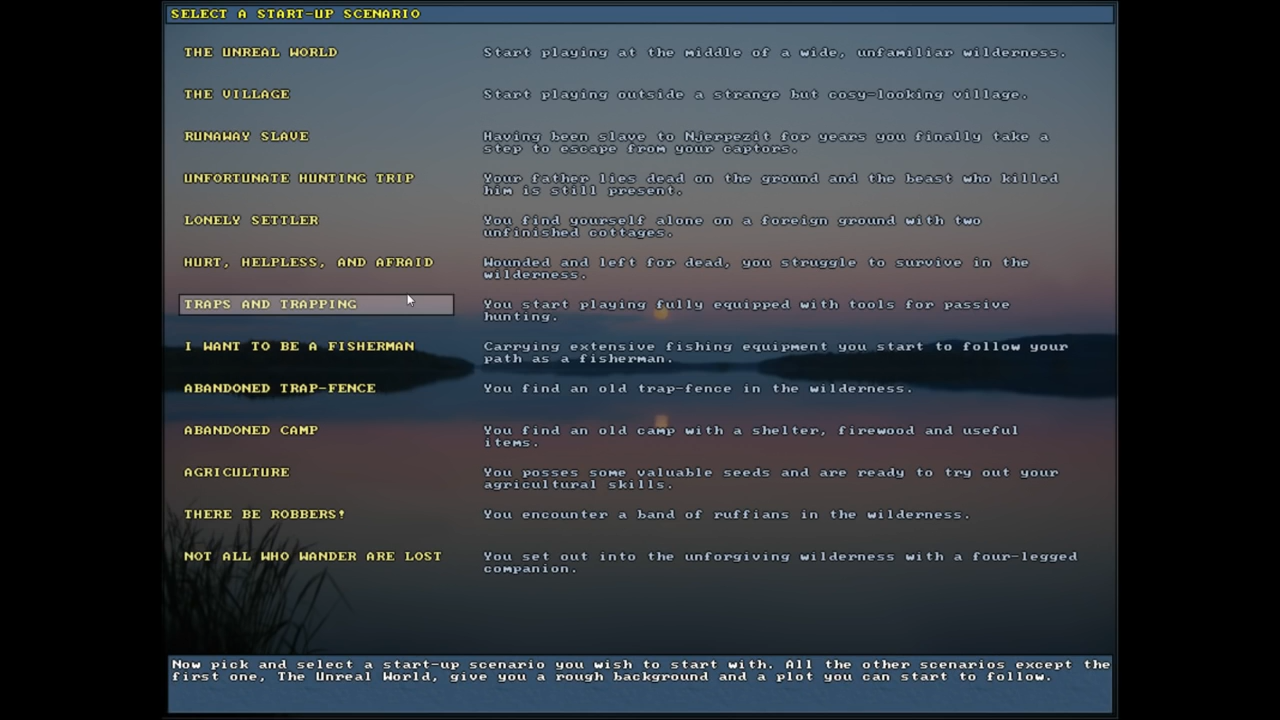 SELECT A START-UP SCENARIO
THE UNREAL WORLD
Start playing at the middle of a wide, unfamiliar wilderness.
THE VILLAGE
Start playing outside a strange but cosy-looking village.
RUNAWAY SLAVE
Having been slave to Njerpezit for years you finally take a
step to escape from your captors.
UNFORTUNATE HUNTING TRIP
Your father lies dead on the ground and the beast who killed
him is still present.
LONELY SETTLER
You find yourself alone on a foreign ground with two
unfinished cottages.
HURT, HELPLESS, AND AFRAID
Wounded and left for dead, you struggle to survive in the
wilderness.
TRAPS AND TRAPPING
You start playing fully equipped with tools for passive
hunting.
I WANT TO BE A FISHERMAN
Carrying extensive fishing equipment you start to follow your
path as a fisherman.
ABANDONED TRAP-FENCE
You find an old trap-fence in the wilderness.
ABANDONED CAMP
You find an old camp with a shelter, firewood and useful
items.
AGRICULTURE
You posses some valuable seeds and are ready to try out your
agricultural skills.
THERE BE ROBBERS!
You encounter a band of ruffians in the wilderness.
NOT ALL WHO WANDER ARE LOST
You set out into the unforgiving wilderness with a four-legged
companion.
Now pick and select a start-up scenario you wish to start with. All the other scenarios except the
first one, The Unreal World, give you a rough background and a plot you can start to follow.